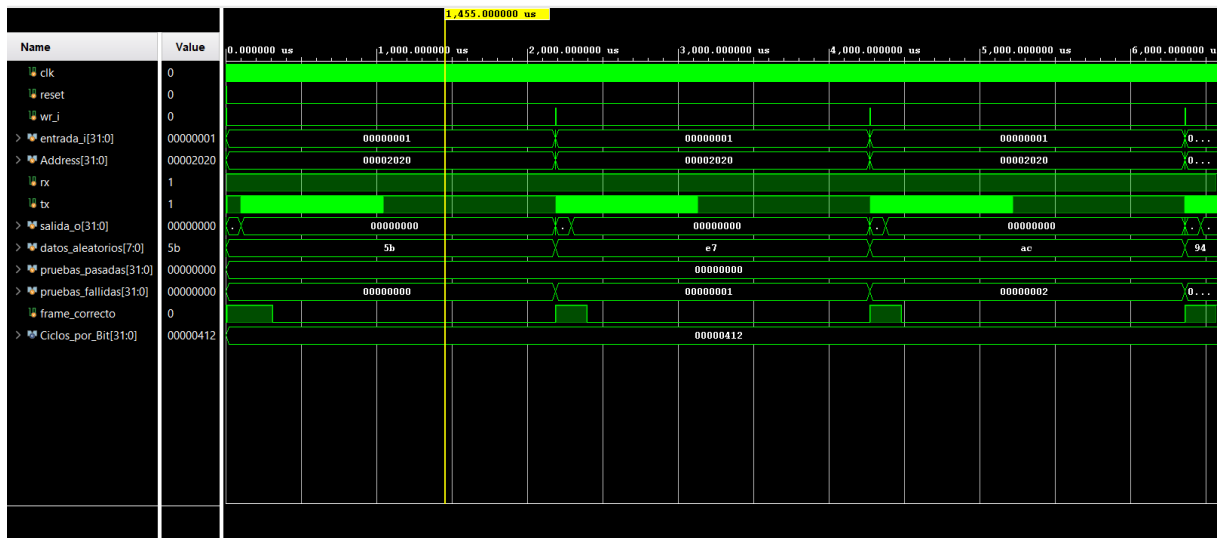 1,455.000000 us
Name Value 0.000000 us 1,000.000000 us 2,000.000000 us 3,000.000000 us 4,000.000000 us 5,000.000000 us 6,000.000000 u
clk 0
reset 0
wr_i 0
entrada_i[31:0] 00000001 00000001 00000001 00000001 0...
Address[31:0] 00002020 00002020 00002020 00002020 0...
rx 1
tx 1
salida_o[31:0] 00000000 . 00000000 . 00000000 . 00000000 . .
datos_aleatorios[7:0] 5b 5b e7 ac 94
pruebas_pasadas[31:0] 00000000 00000000
pruebas_fallidas[31:0] 00000000 00000000 00000001 00000002 0...
frame_correcto 0
Ciclos_por_Bit[31:0] 00000412 00000412